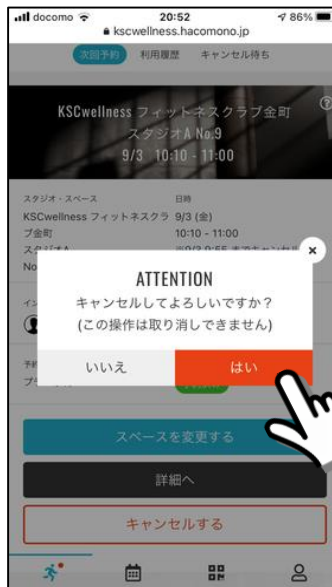 docomo 20:52 86%
kscwellness.hacomono.jp
次回予約 利用履歴 キャンセル待ち
KSCwellness フィットネスクラブ金町
スタジオA No.9
9/3 10:10 - 11:00
スタジオ・スペース
日時
KSCwellness フィットネスクラ
ブ金町
9/3 (金)
10:10 - 11:00
ATTENTION
キャンセルしてよろしいですか？
(この操作は取り消しできません)
いいえ はい
スペースを変更する
詳細へ
キャンセルする